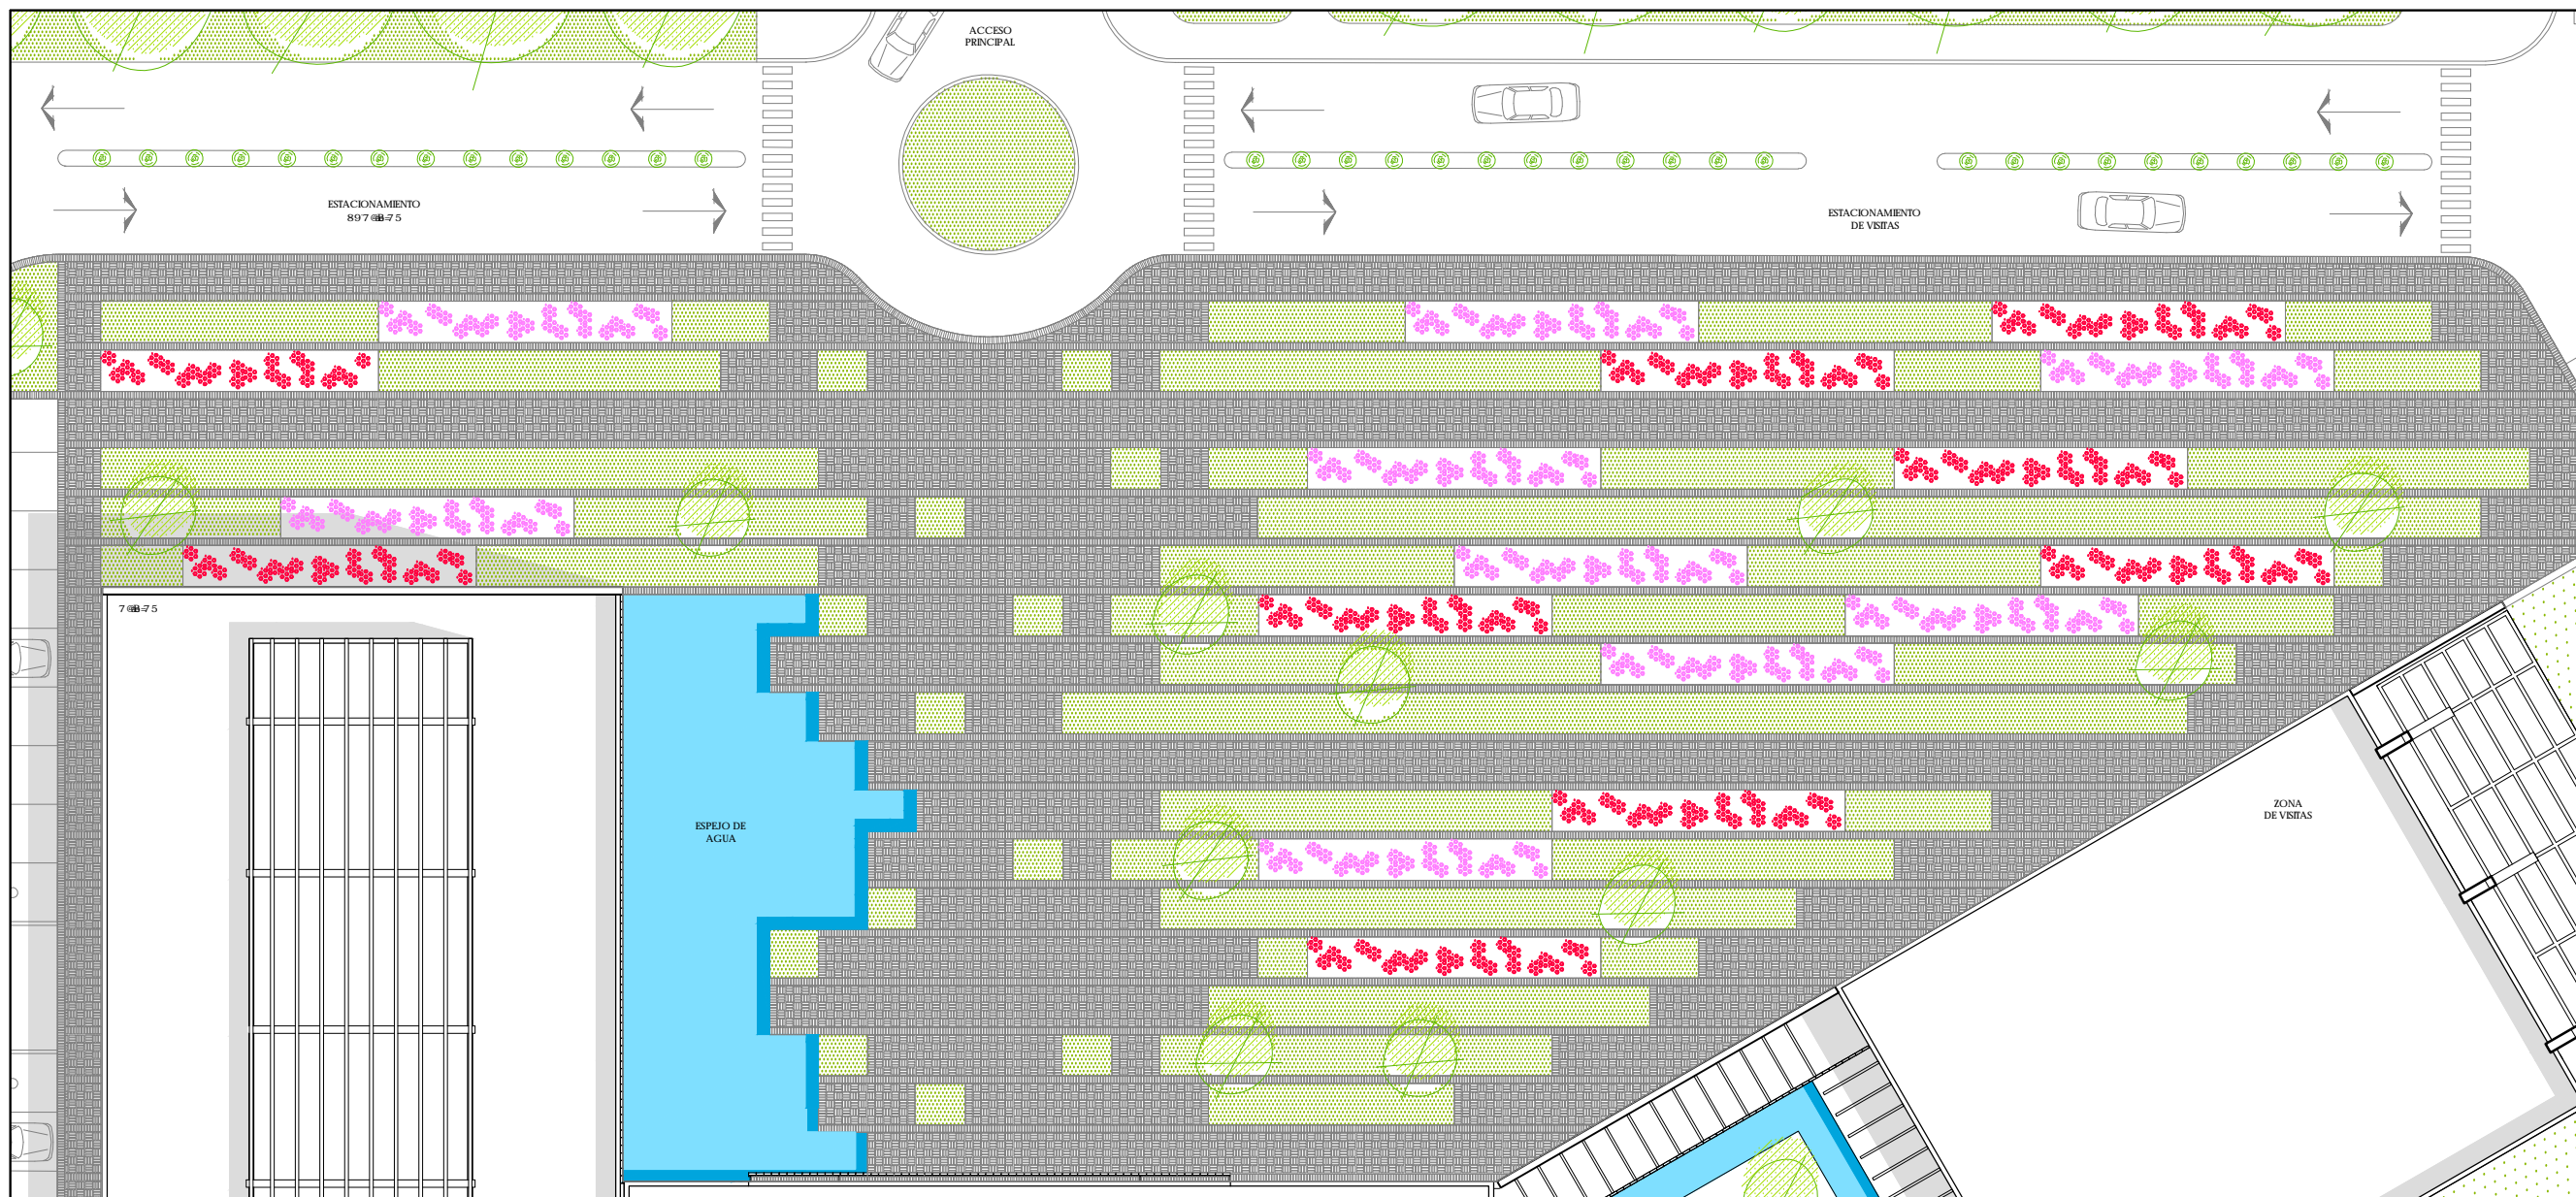 ACCESO
PRINCIPAL
ESTACIONAMIENTO
ESTACIONAMIENTO
DE VISITAS
ESPEJO DE
AGUA
ZONA
DE VISITAS